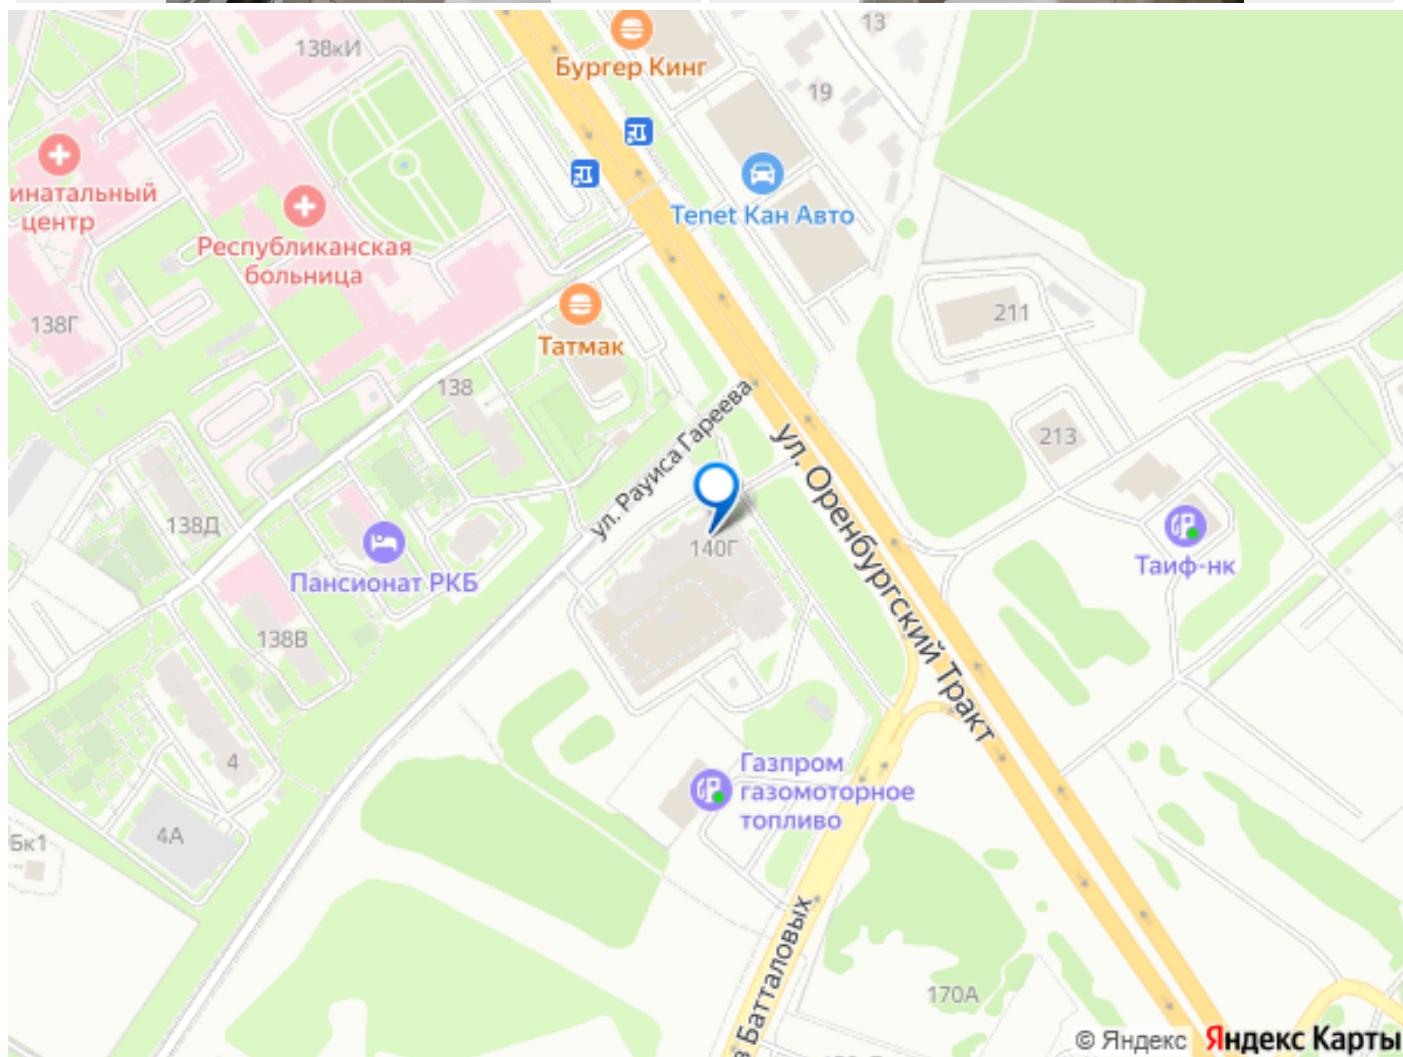 138кИ
Бургер Кинг
13
19
инатальный
центр
Tenet Кан Авто
Республиканская
больница
138Г
Татмак
211
138
213
ул. Рауиса Гареева
ул. Оренбургский Тракт
138Д
Пансионат РКБ
140Г
Таиф-нк
138В
4
Газпром
газомоторное
топливо
4А
5к1
в Батталовых
170А
© Яндекс
Яндекс Карты